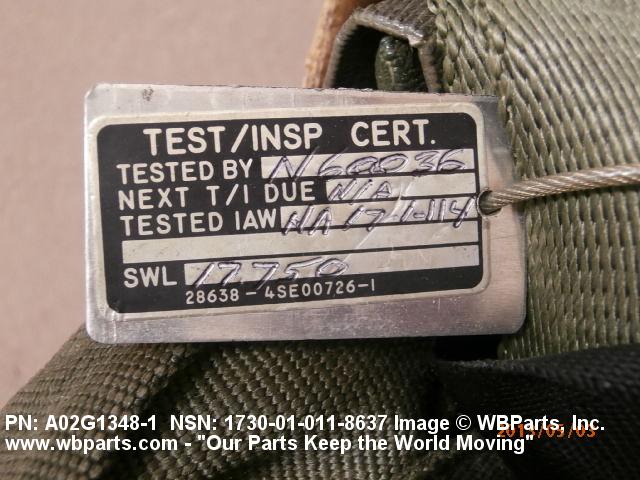 TEST/INSP CERT.
TESTED BY N60036
NEXT T/I DUE N/A
TESTED IAW NA 17-1-114
SWL 17,750
28638-4SE00726-1
PN: A02G1348-1 NSN: 1730-01-011-8637 Image © WBParts, Inc.
www.wbparts.com - "Our Parts Keep the World Moving"